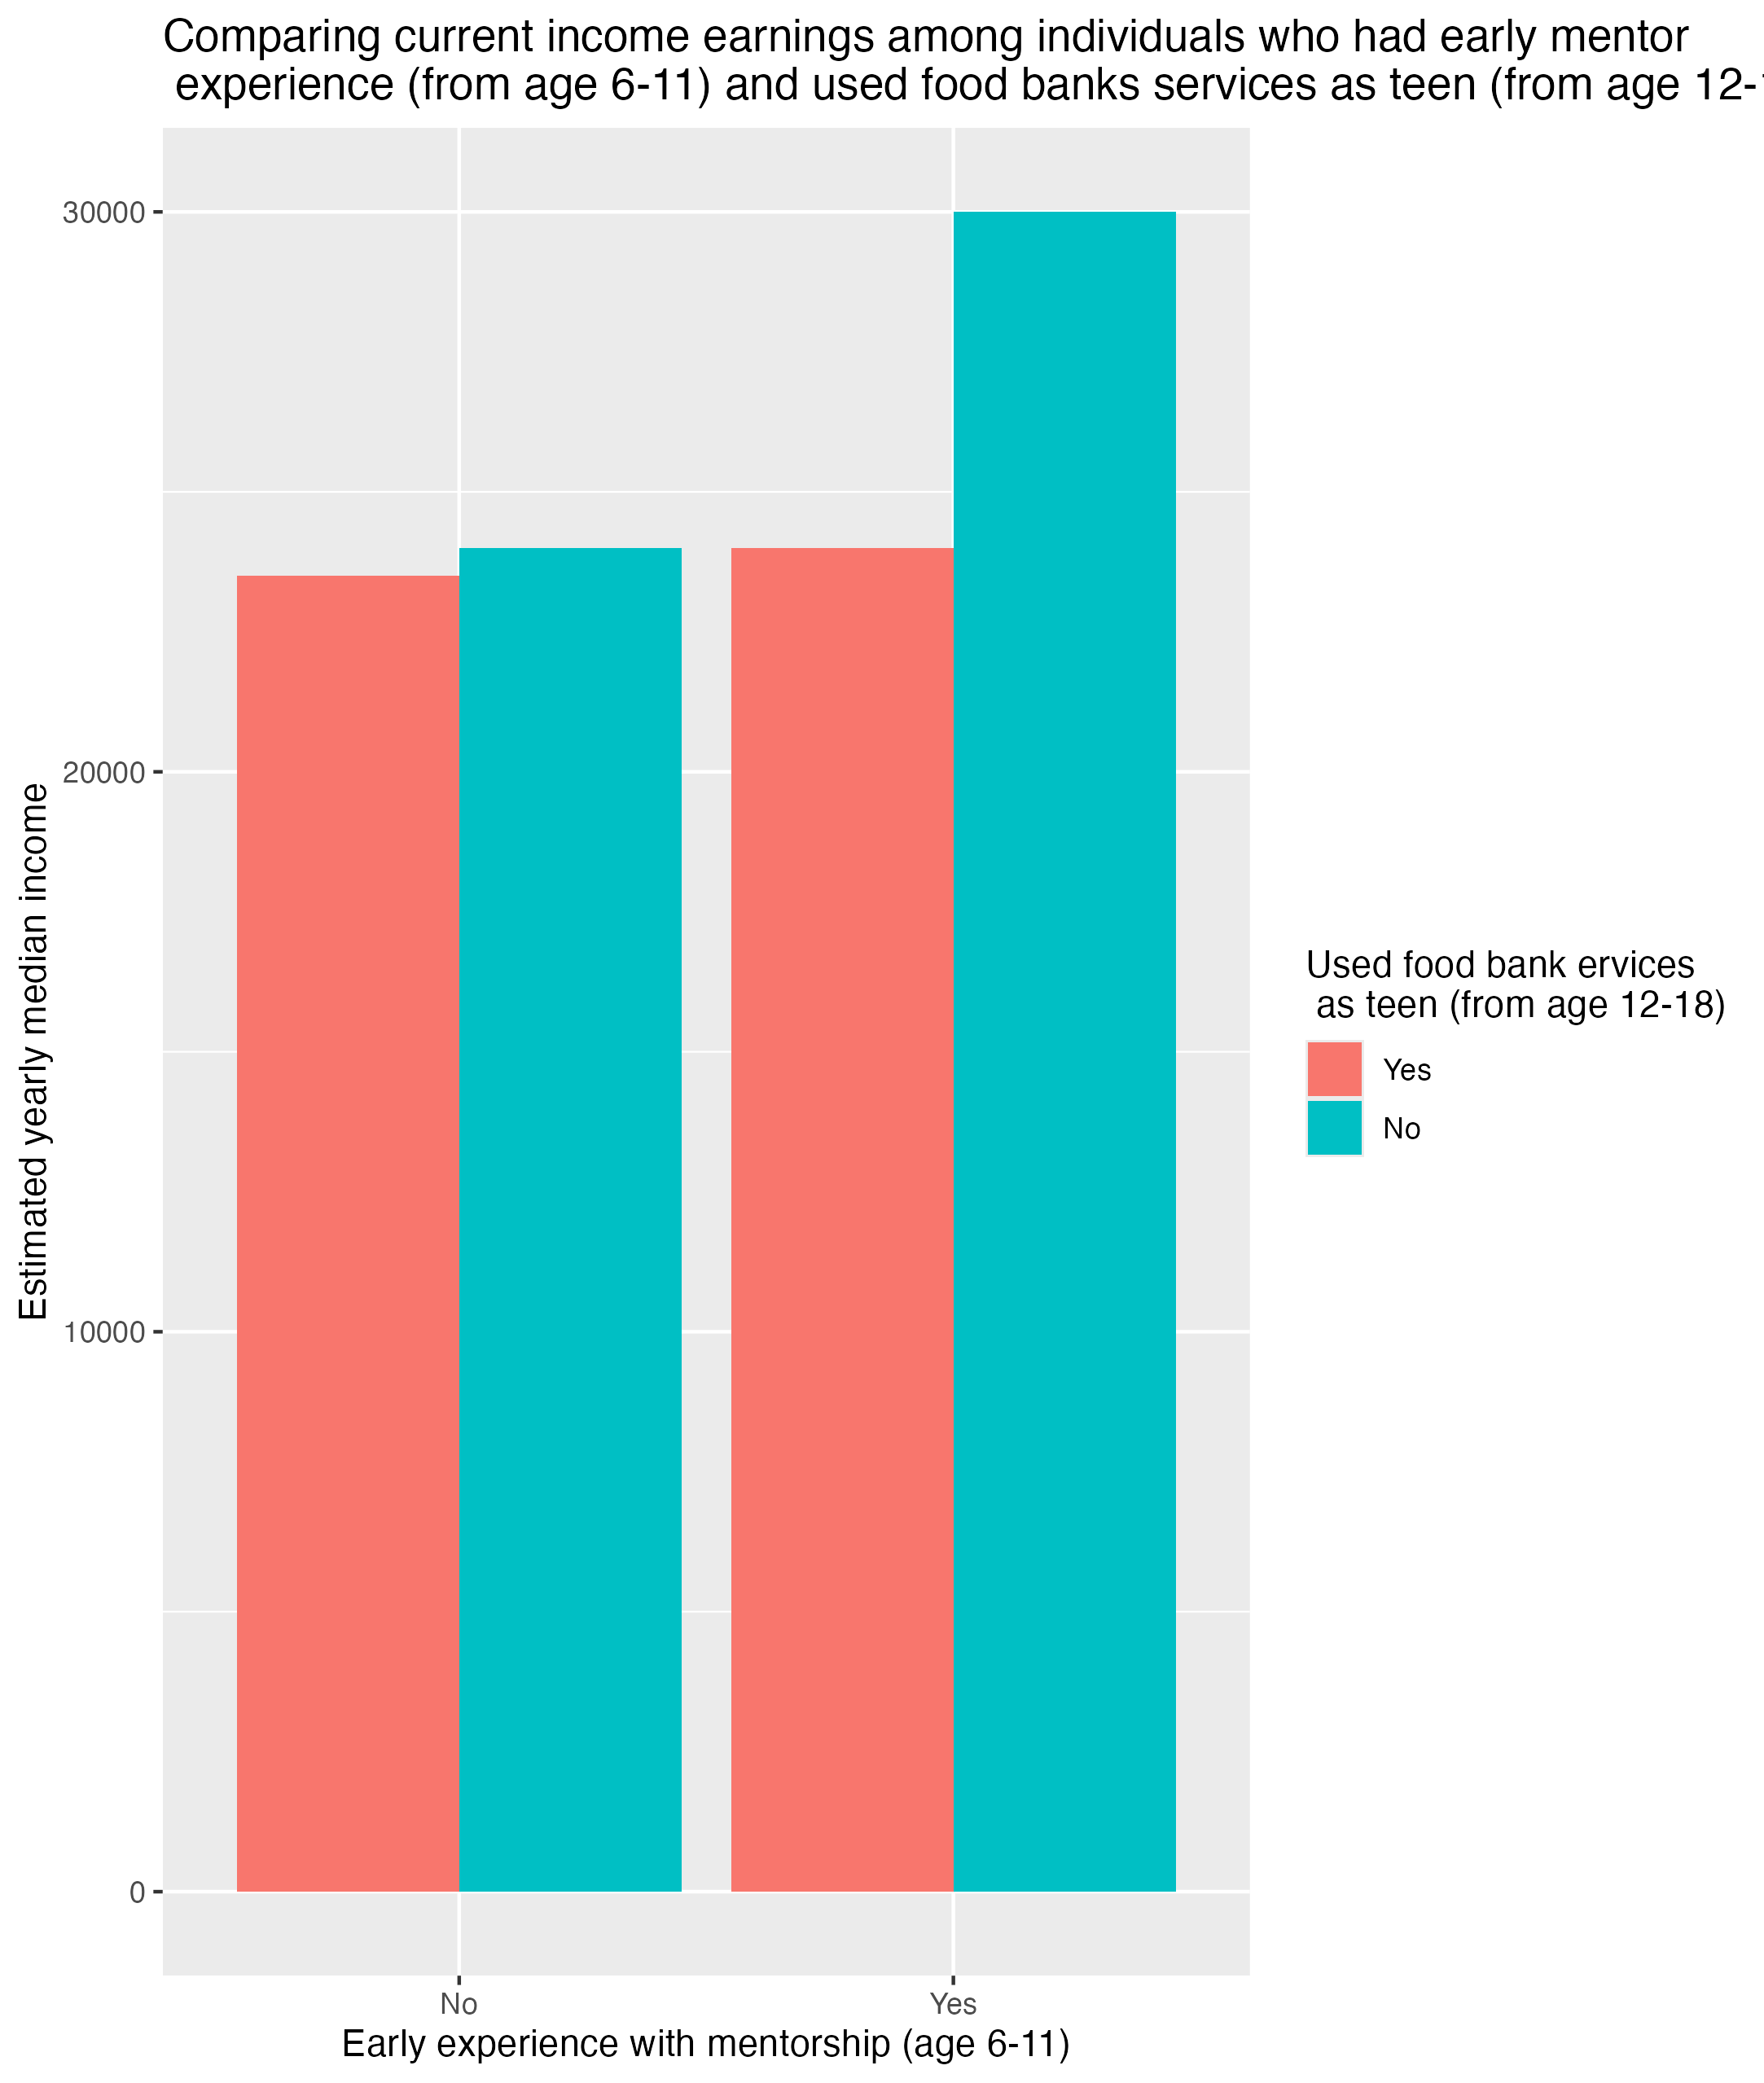 Comparing current income earnings among individuals who had early mentor
experience (from age 6-11) and used food banks services as teen (from age 12-
30000
20000
10000
0
Estimated yearly median income
No
Yes
Early experience with mentorship (age 6-11)
Used food bank ervices
as teen (from age 12-18)
Yes
No